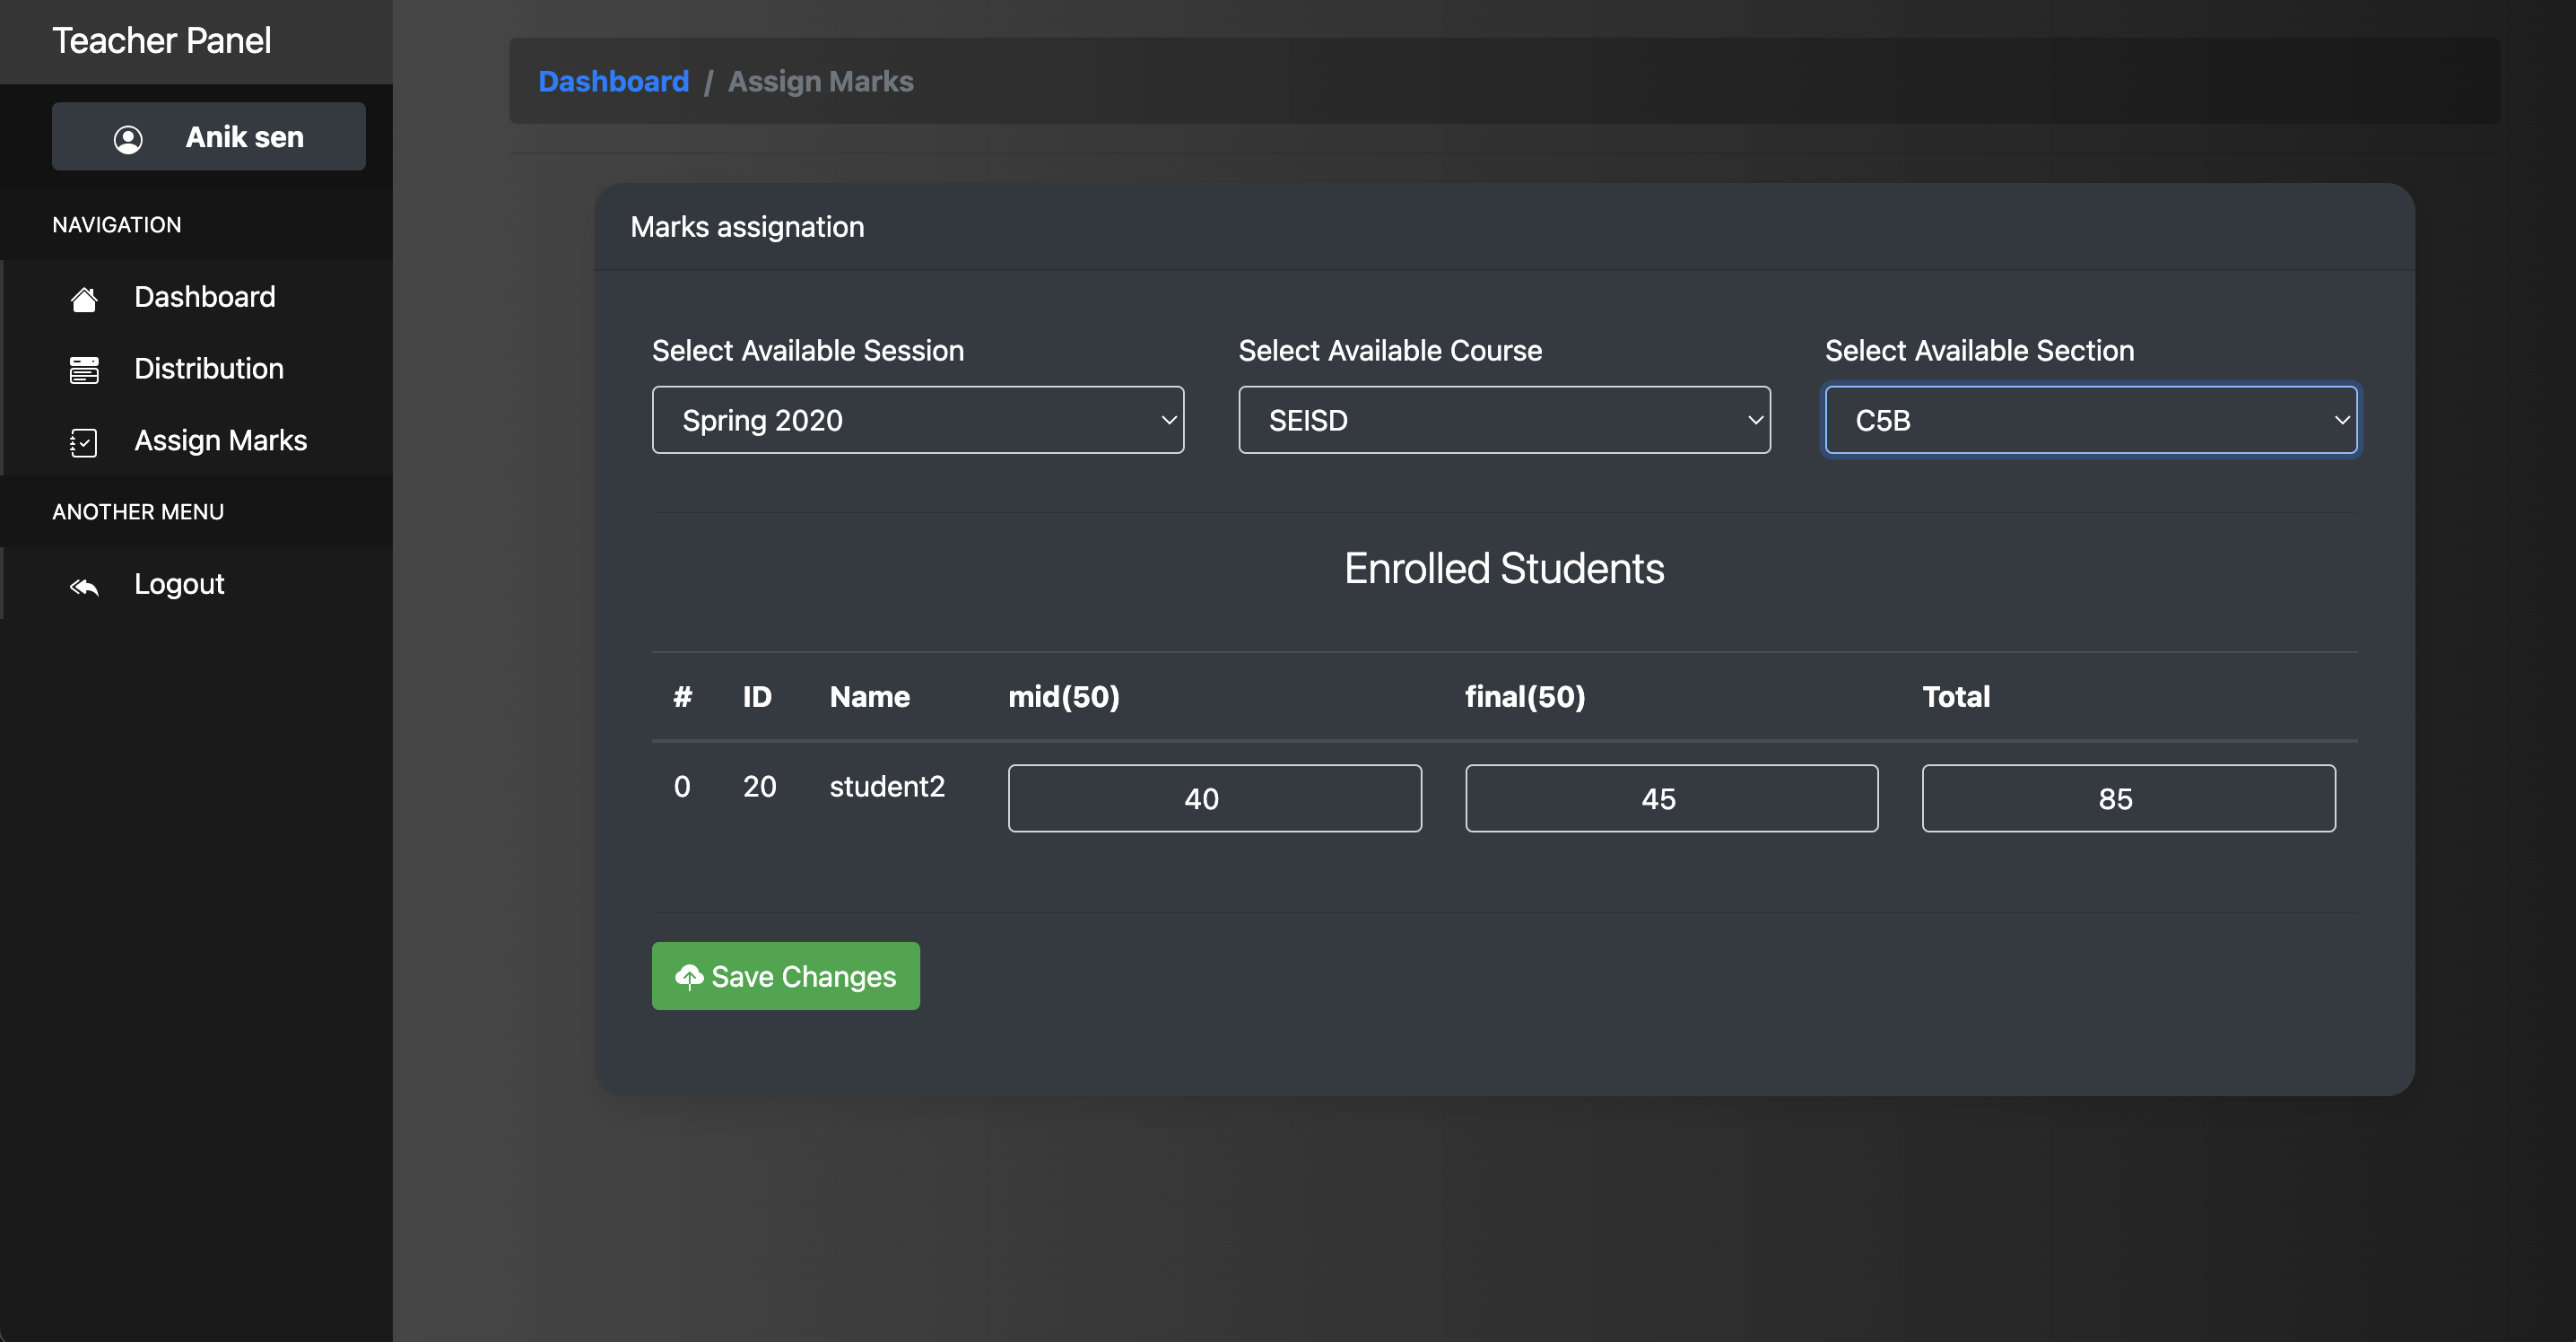 Teacher Panel
Anik sen
NAVIGATION
Dashboard
Distribution
Assign Marks
ANOTHER MENU
Logout
Dashboard / Assign Marks
Marks assignation
Select Available Session Select Available Course Select Available Section
Spring 2020 SEISD C5B
Enrolled Students
# ID Name mid(50) final(50) Total
0 20 student2 40 45 85
Save Changes